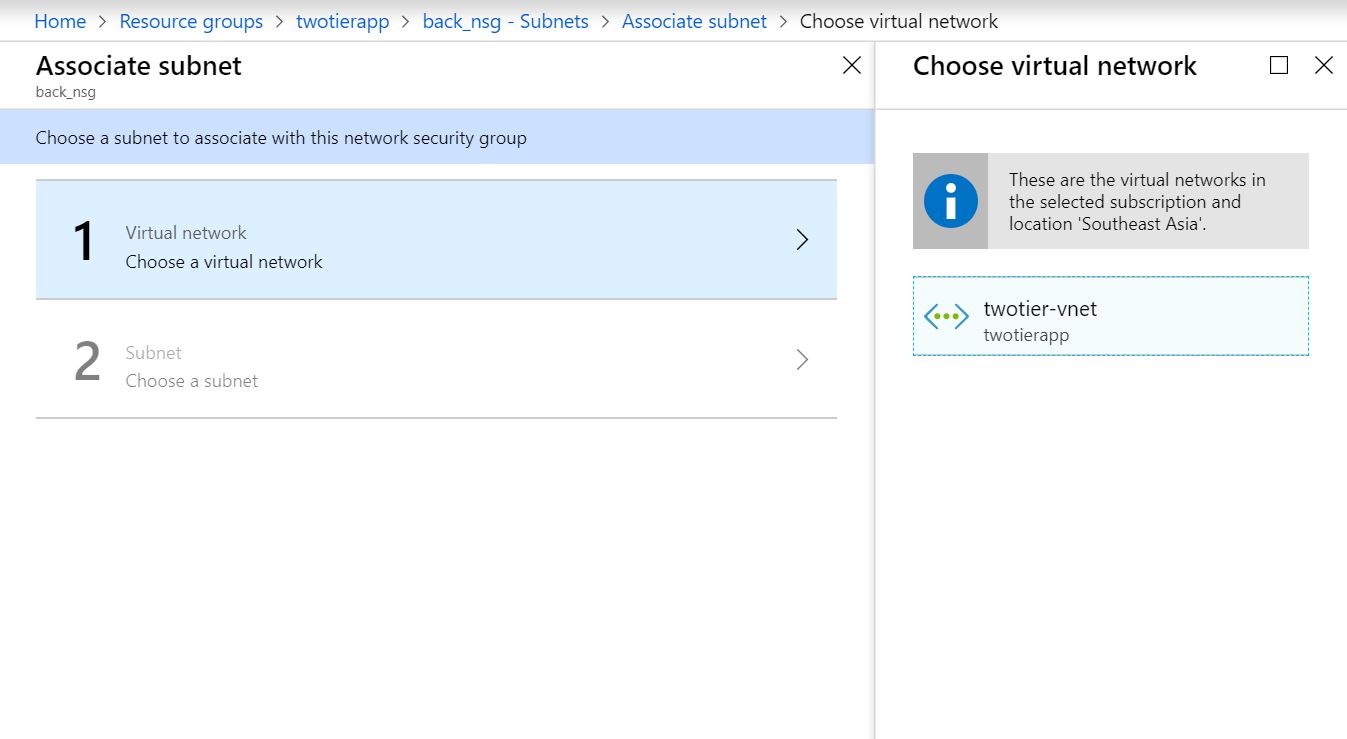 Home > Resource groups > twotierapp > back_nsg - Subnets > Associate subnet > Choose virtual network
Associate subnet
back_nsg
Choose a subnet to associate with this network security group
1
Virtual network
Choose a virtual network
2
Subnet
Choose a subnet
Choose virtual network
These are the virtual networks in
the selected subscription and
location 'Southeast Asia'.
twotier-vnet
twotierapp